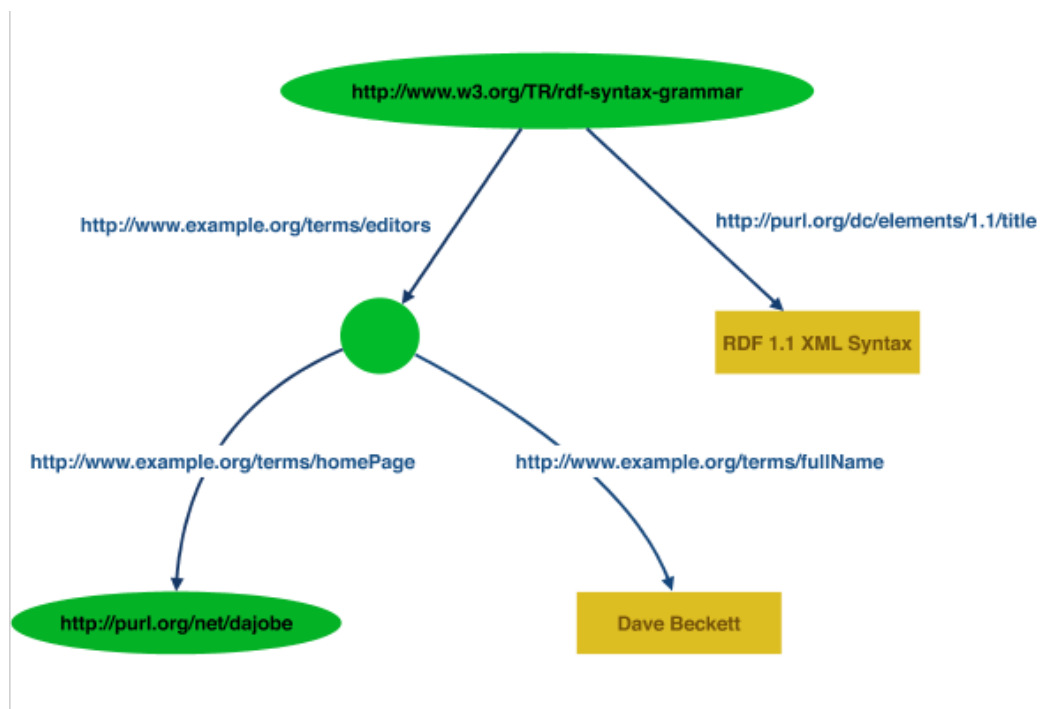 http://www.w3.org/TR/rdf-syntax-grammar
http://www.example.org/terms/editors
http://purl.org/dc/elements/1.1/title
RDF 1.1 XML Syntax
http://www.example.org/terms/homePage
http://www.example.org/terms/fullName
http://purl.org/net/dajobe
Dave Beckett